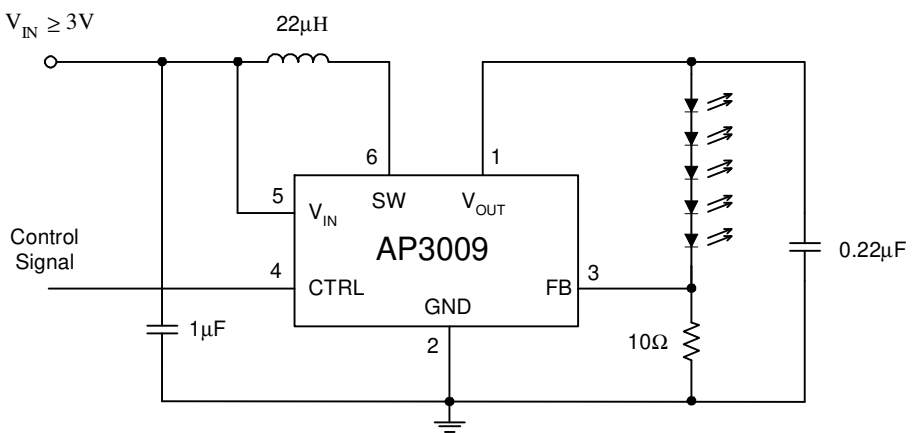 V_IN ≥ 3V
22μH
6
1
5
V_IN
SW
V_OUT
AP3009
Control
Signal
4
CTRL
3
FB
GND
0.22μF
1μF
2
10Ω